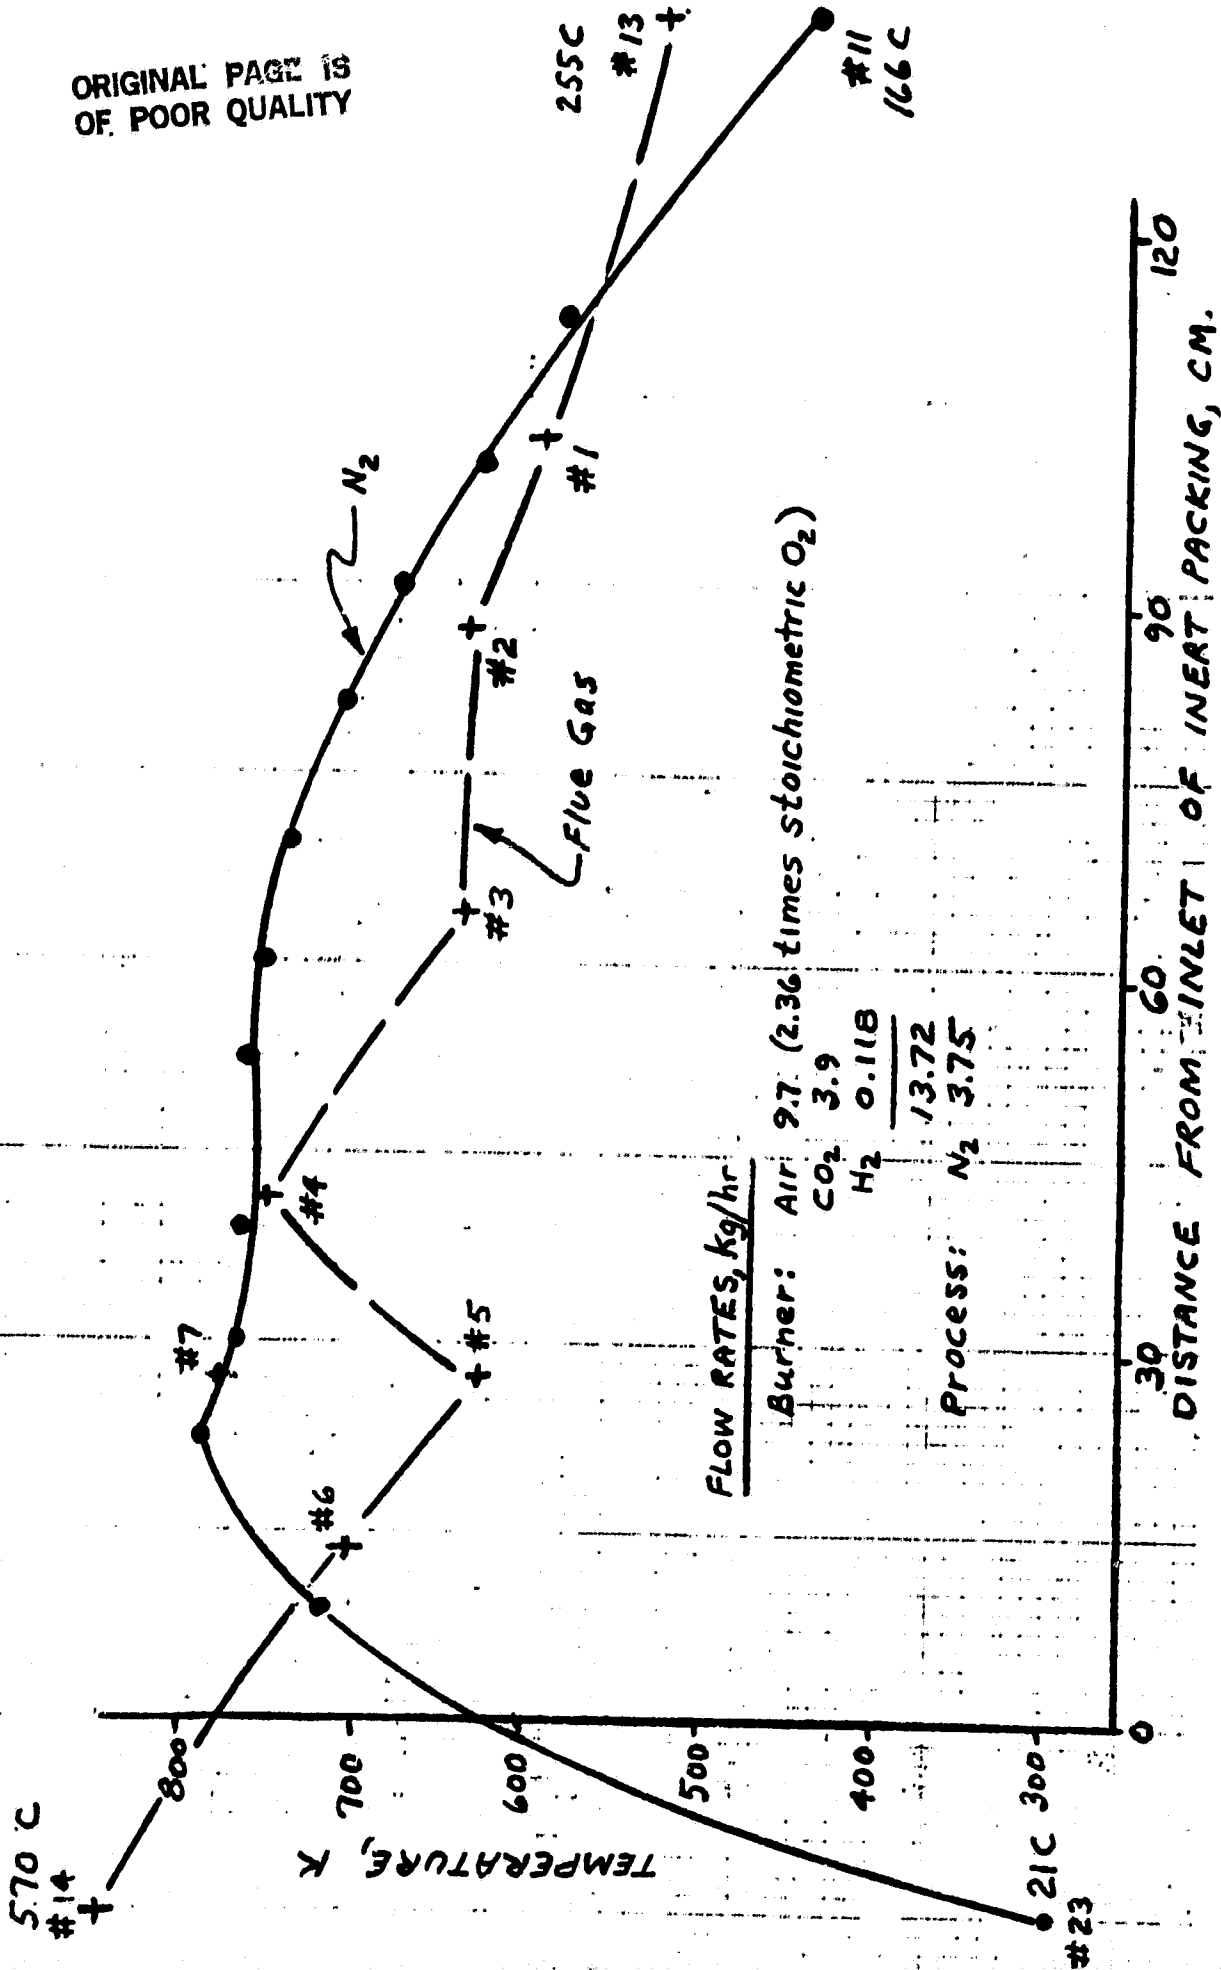 ORIGINAL PAGE IS
OF POOR QUALITY
570 C
#14
255C
#13
#11
166C
N2
#7
#6
#5
#4
#3
#2
#1
Flue Gas
TEMPERATURE, K
800
700
600
500
400
300
21C
#23
FLOW RATES, kg/hr
Burner: Air 9.7 (2.36 times stoichiometric O2)
CO2 3.9
H2 0.118
13.72
Process: N2 3.75
0
30
60
90
120
DISTANCE FROM INLET OF INERT PACKING, CM.